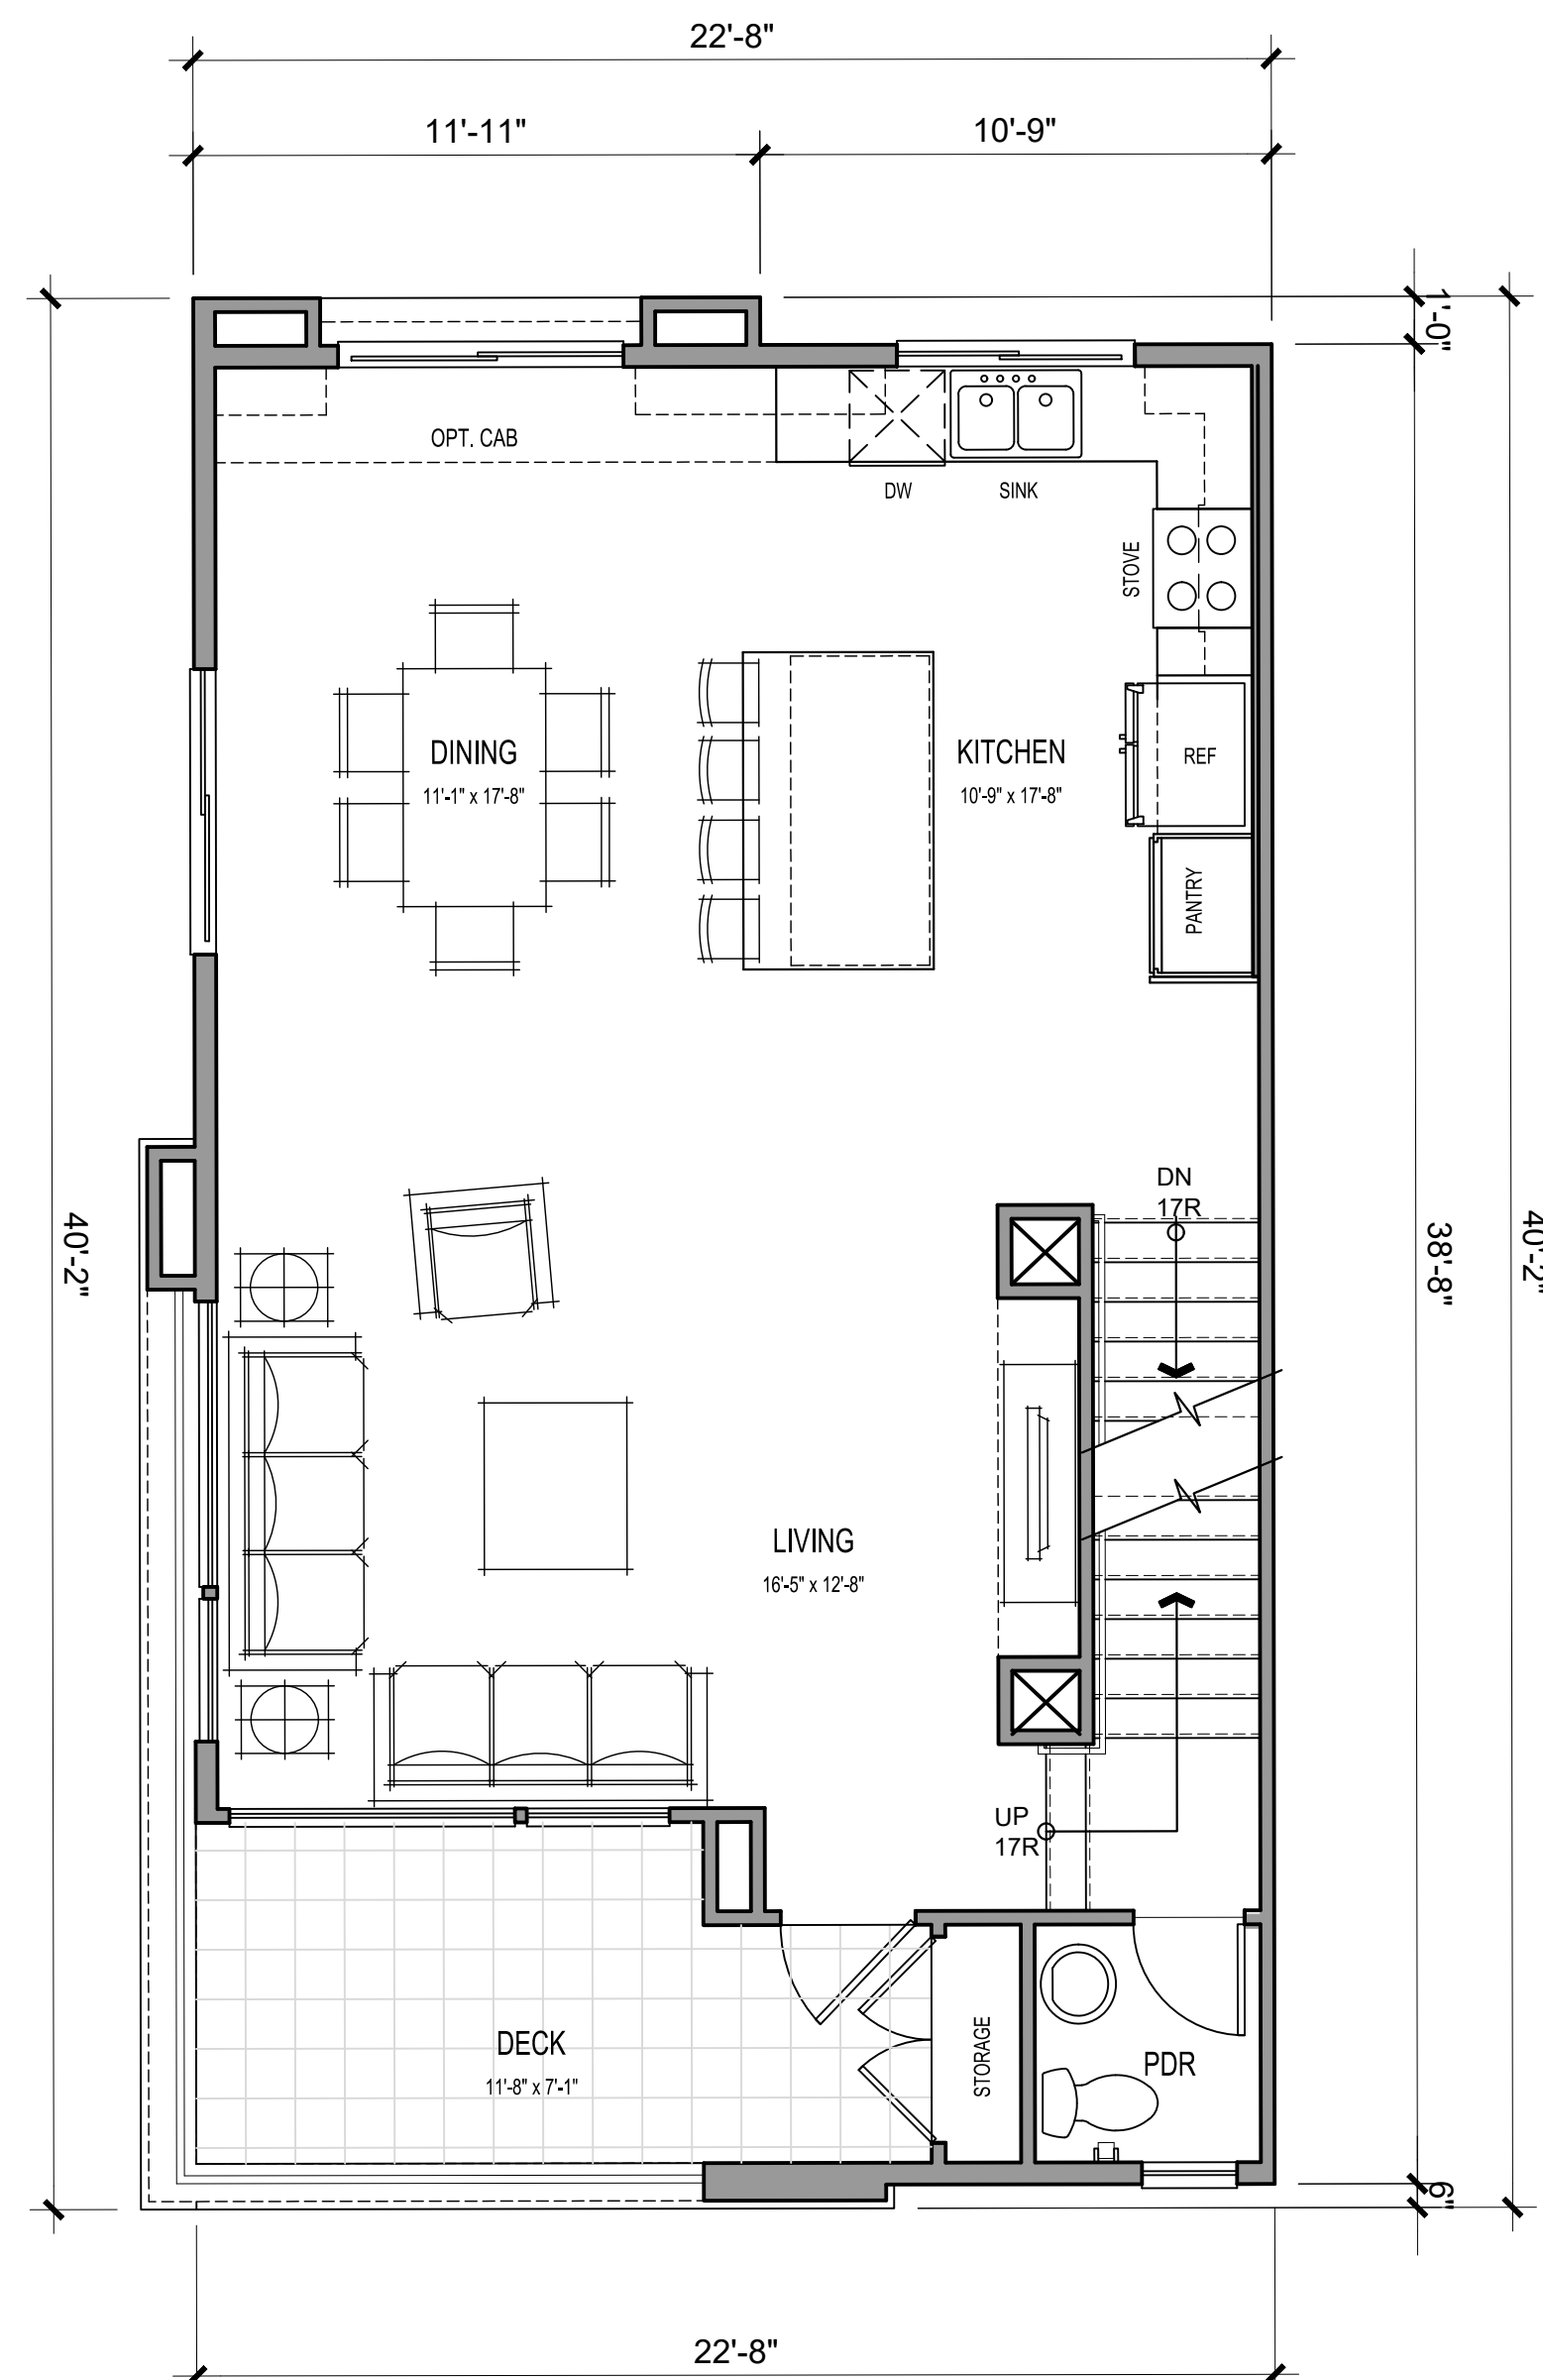 22'-8"
11'-11"
10'-9"
1'-0"
OPT. CAB
DW
SINK
STOVE
DINING
11'-1" x 17'-8"
KITCHEN
10'-9" x 17'-8"
REF
PANTRY
DN
17R
40'-2"
38'-8"
40'-2"
LIVING
16'-5" x 12'-8"
UP
17R
DECK
11'-8" x 7'-1"
STORAGE
PDR
6"
22'-8"